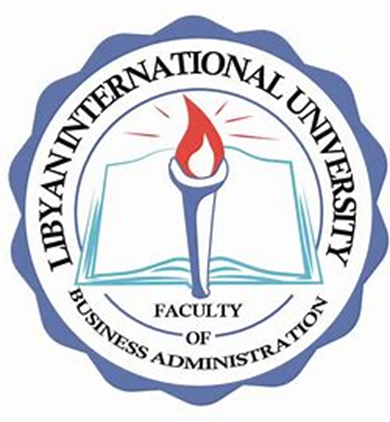 LIBYAN INTERNATIONAL UNIVERSITY
FACULTY
OF
BUSINESS ADMINISTRATION